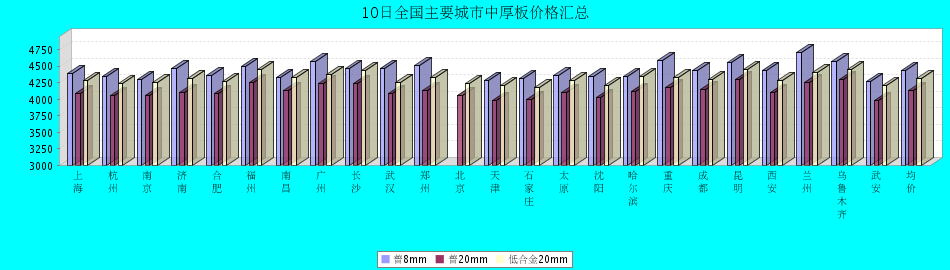 10日全国主要城市中厚板价格汇总
4750
4500
4250
4000
3750
3500
3250
3000
上海
杭州
南京
济南
合肥
福州
南昌
广州
长沙
武汉
郑州
北京
天津
石家庄
太原
沈阳
哈尔滨
重庆
成都
昆明
西安
兰州
乌鲁木齐
武安
均价
普8mm 普20mm 低合金20mm